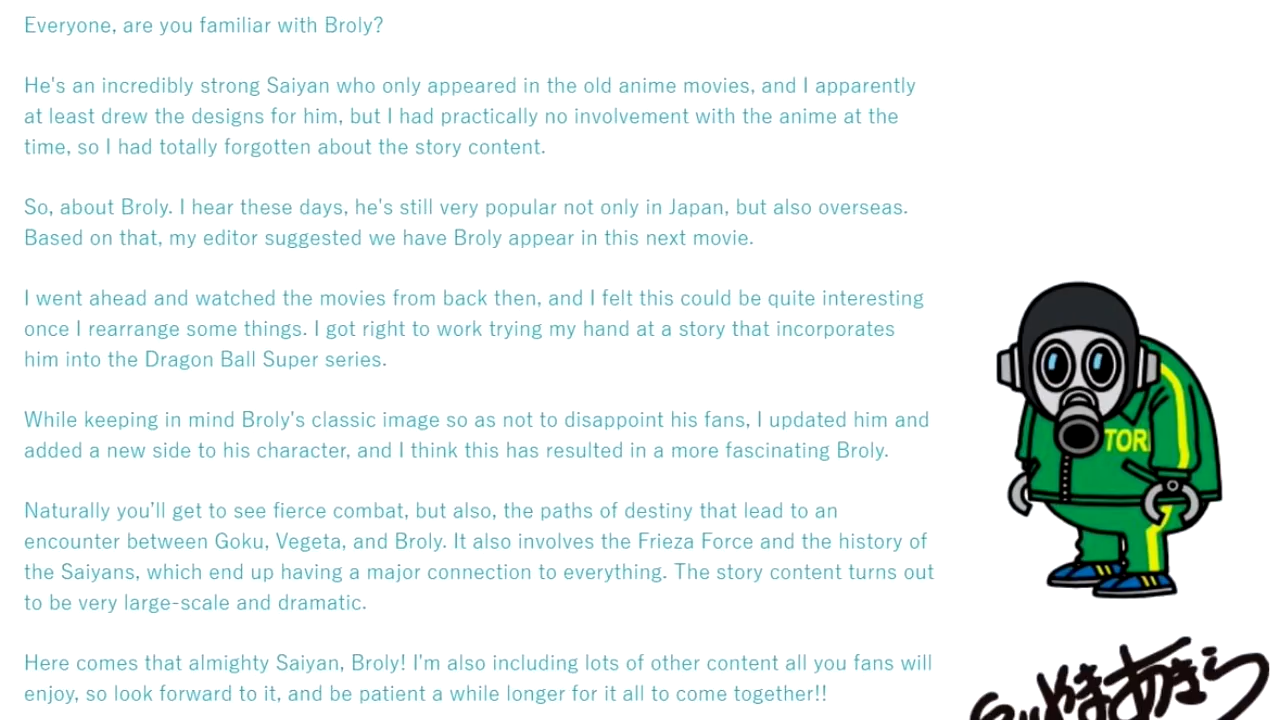 Everyone, are you familiar with Broly?
He's an incredibly strong Saiyan who only appeared in the old anime movies, and I apparently
at least drew the designs for him, but I had practically no involvement with the anime at the
time, so I had totally forgotten about the story content.
So, about Broly. I hear these days, he's still very popular not only in Japan, but also overseas.
Based on that, my editor suggested we have Broly appear in this next movie.
I went ahead and watched the movies from back then, and I felt this could be quite interesting
once I rearrange some things. I got right to work trying my hand at a story that incorporates
him into the Dragon Ball Super series.
While keeping in mind Broly's classic image so as not to disappoint his fans, I updated him and
added a new side to his character, and I think this has resulted in a more fascinating Broly.
Naturally you’ll get to see fierce combat, but also, the paths of destiny that lead to an
encounter between Goku, Vegeta, and Broly. It also involves the Frieza Force and the history of
the Saiyans, which end up having a major connection to everything. The story content turns out
to be very large-scale and dramatic.
Here comes that almighty Saiyan, Broly! I'm also including lots of other content all you fans will
enjoy, so look forward to it, and be patient a while longer for it all to come together!!
TORI
とりやまあきら